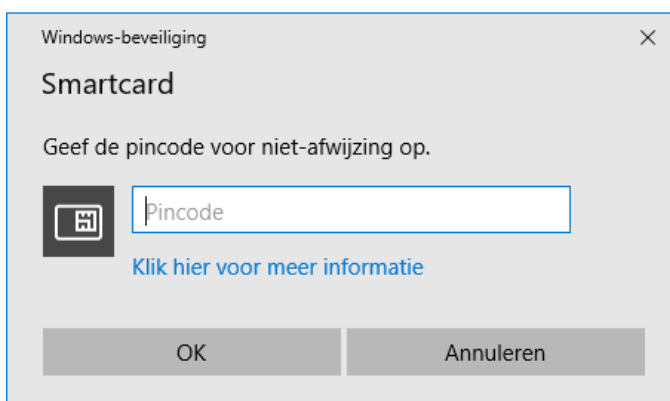 Windows-beveiliging
Smartcard
Geef de pincode voor niet-afwijzing op.
Pincode
Klik hier voor meer informatie
OK
Annuleren